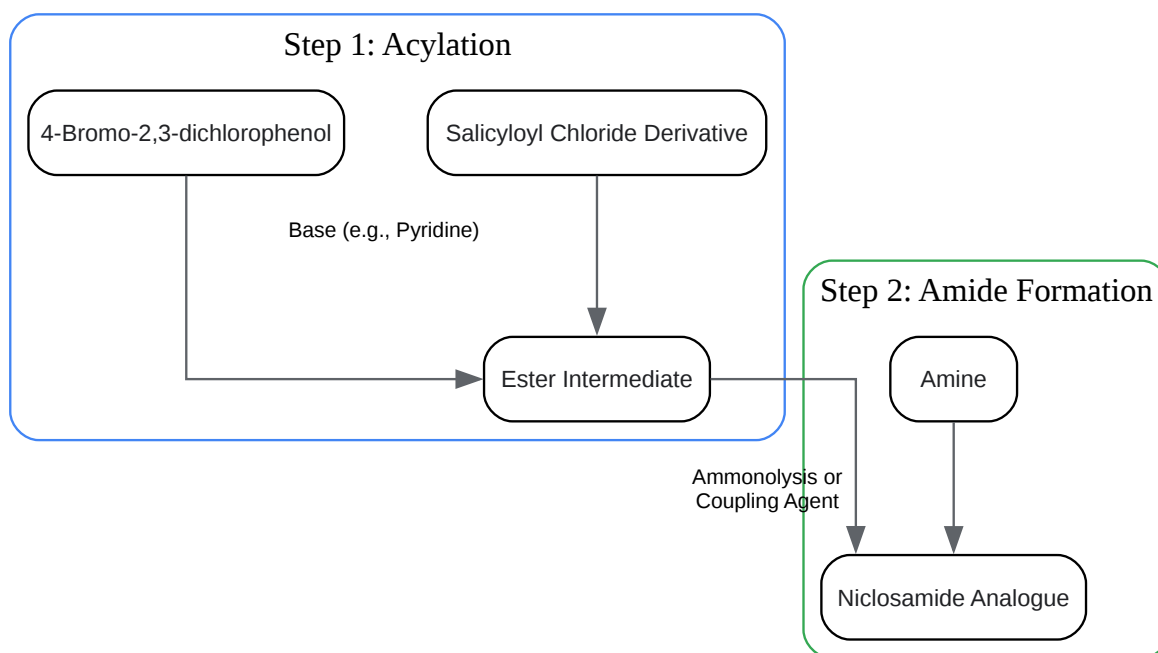 Step 1: Acylation
4-Bromo-2,3-dichlorophenol
Salicyloyl Chloride Derivative
Base (e.g., Pyridine)
Ester Intermediate
Step 2: Amide Formation
Amine
Ammonolysis or
Coupling Agent
Niclosamide Analogue